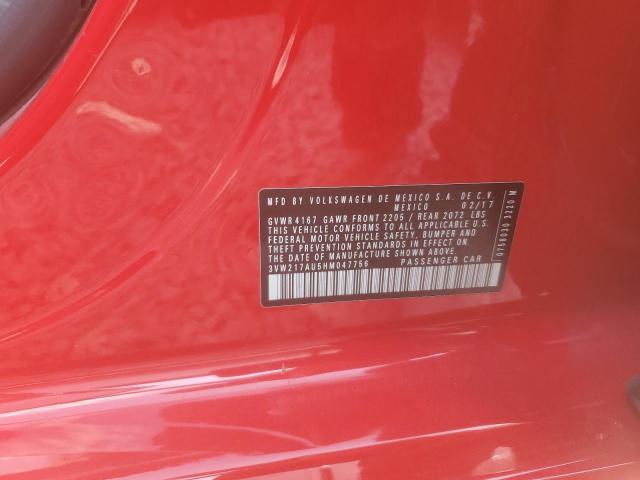 MFD BY VOLKSWAGEN DE MEXICO S.A. DE C.V.
MEXICO 02/17
GVWR4167 GAWR FRONT 2205 / REAR 2072 LBS
THIS VEHICLE CONFORMS TO ALL APPLICABLE U.S.
FEDERAL MOTOR VEHICLE SAFETY, BUMPER AND
THEFT PREVENTION STANDARDS IN EFFECT ON
THE DATE OF MANUFACTURE SHOWN ABOVE.
3VW217AU5HM047756 PASSENGER CAR
3220 M